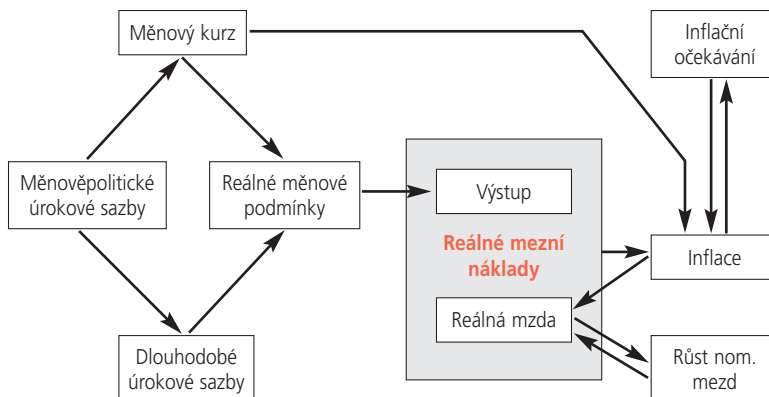 Měnový kurz
Inflační
očekávání
Měnověpolitické
úrokové sazby
Reálné měnové
podmínky
Výstup
Reálné mezní
náklady
Inflace
Reálná mzda
Dlouhodobé
úrokové sazby
Růst nom.
mezd